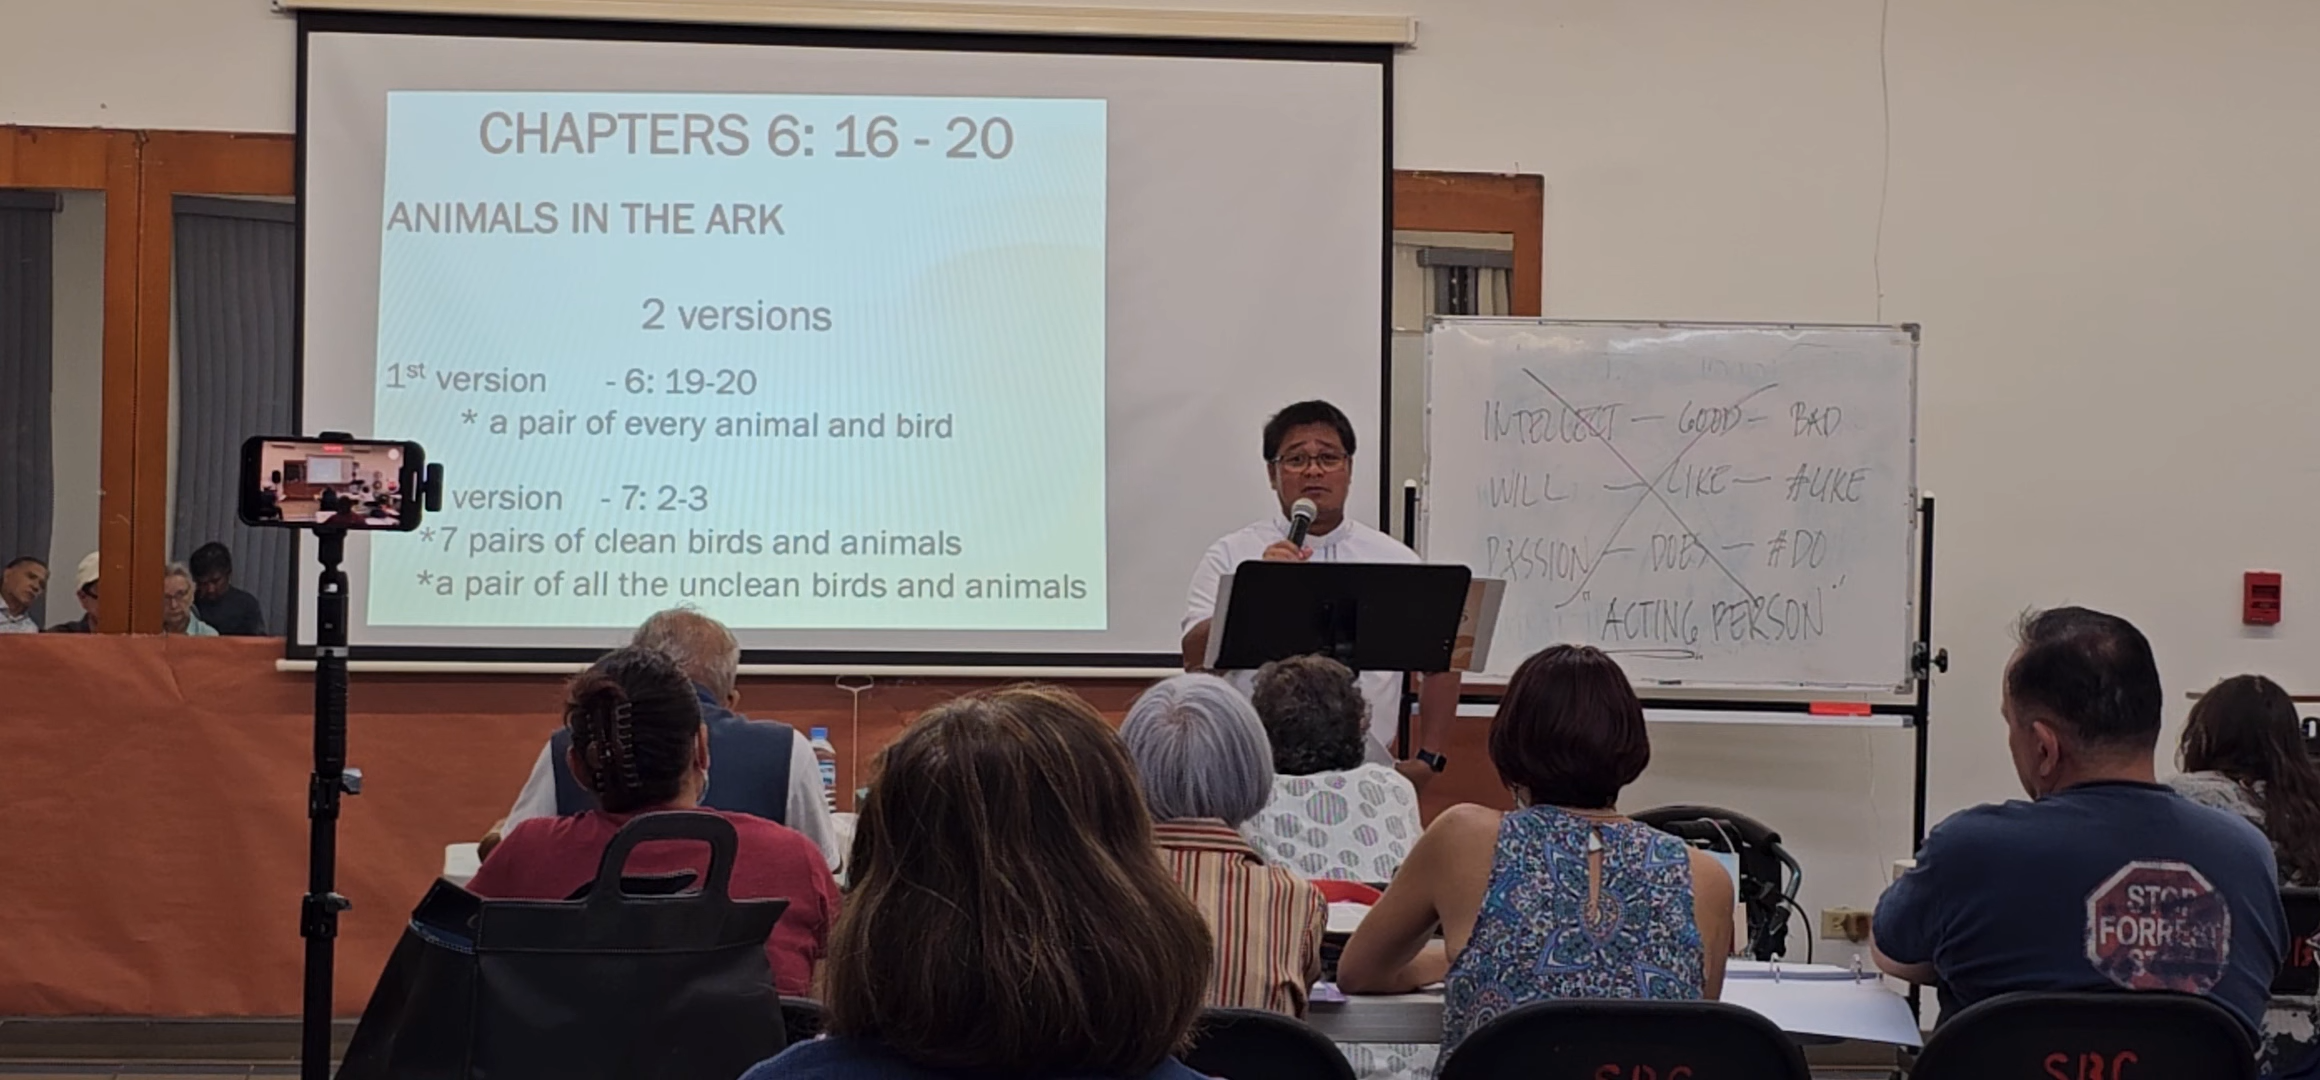 CHAPTERS 6: 16 - 20
ANIMALS IN THE ARK
2 versions
1st version - 6: 19-20
* a pair of every animal and bird
version - 7: 2-3
*7 pairs of clean birds and animals
*a pair of all the unclean birds and animals
INTELLECT - GOOD - BAD
WILL - LIKE - #LIKE
PASSION - DOES - #DO
"ACTING PERSON"
STOP
FORREST
SBC
SBC